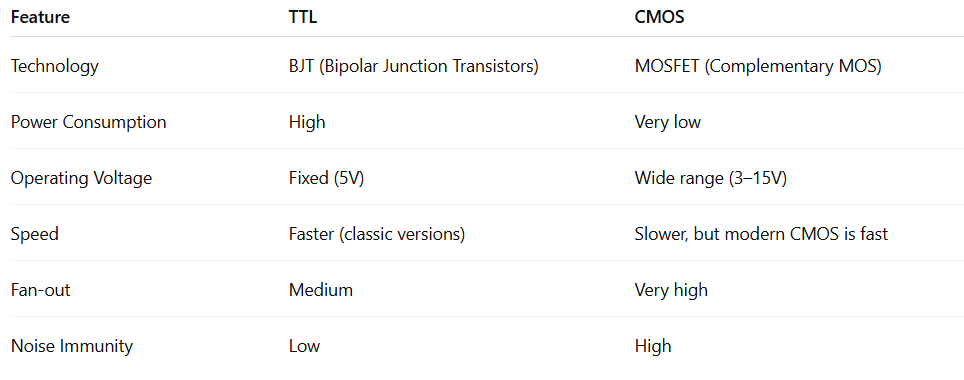 Feature TTL CMOS
Technology BJT (Bipolar Junction Transistors) MOSFET (Complementary MOS)
Power Consumption High Very low
Operating Voltage Fixed (5V) Wide range (3–15V)
Speed Faster (classic versions) Slower, but modern CMOS is fast
Fan-out Medium Very high
Noise Immunity Low High